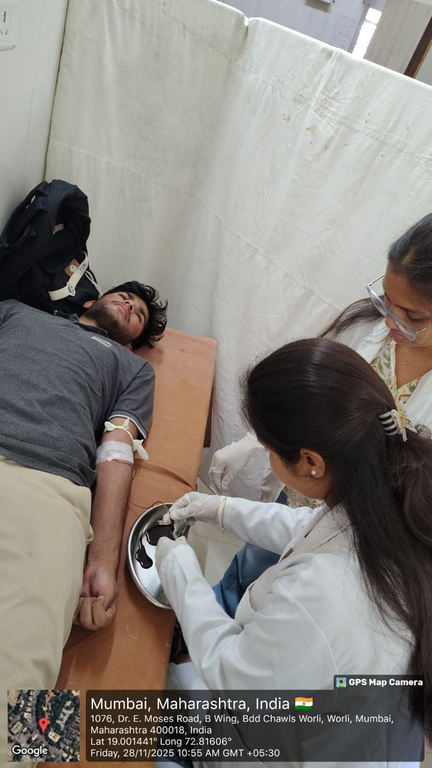 GPS Map Camera
Mumbai, Maharashtra, India
1076, Dr. E. Moses Road, B Wing, Bdd Chawls Worli, Worli, Mumbai,
Maharashtra 400018, India
Lat 19.001441° Long 72.81606°
Friday, 28/11/2025 10:55 AM GMT +05:30
Google